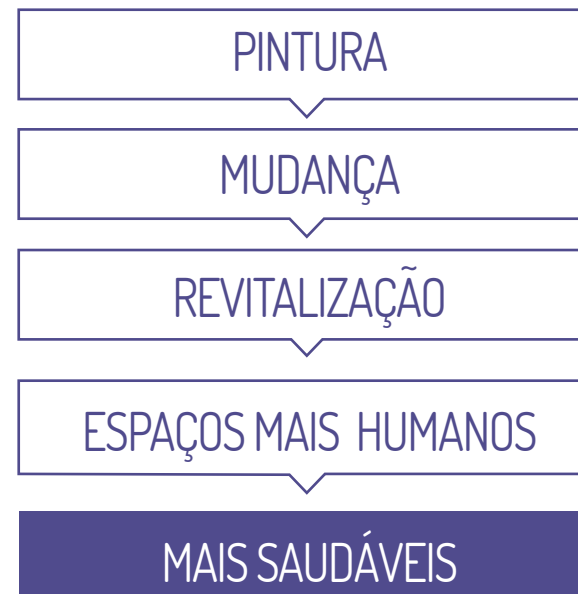 PINTURA
MUDANÇA
REVITALIZAÇÃO
ESPAÇOS MAIS HUMANOS
MAIS SAUDÁVEIS